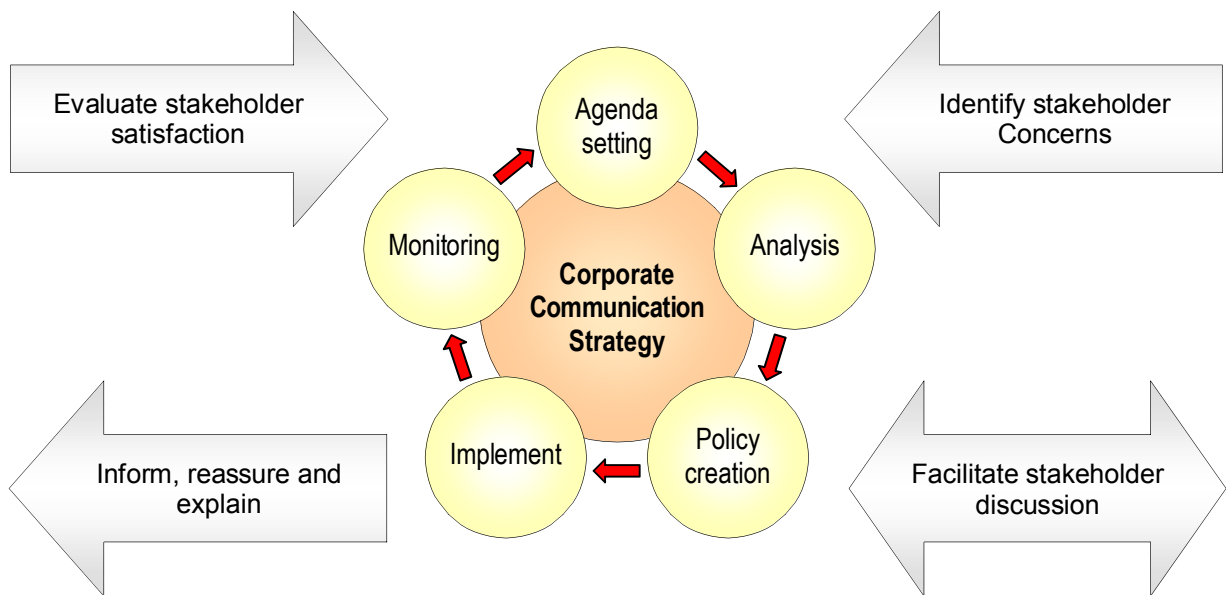 Evaluate stakeholder
satisfaction
Agenda
setting
Identify stakeholder
Concerns
Monitoring
Analysis
Corporate
Communication
Strategy
Implement
Policy
creation
Inform, reassure and
explain
Facilitate stakeholder
discussion